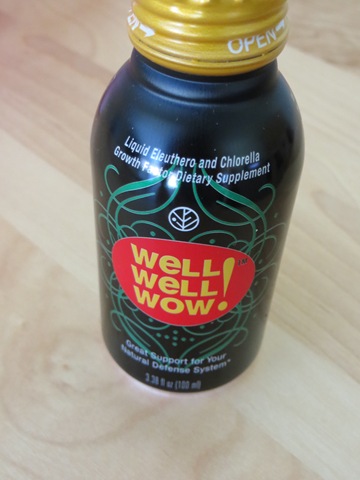 OPEN
Liquid Eleuthero and Chlorella
Growth Factor Dietary Supplement
WELL
WELL
WOW!
Great Support for Your
Natural Defense System*
3.38 fl oz (100 ml)